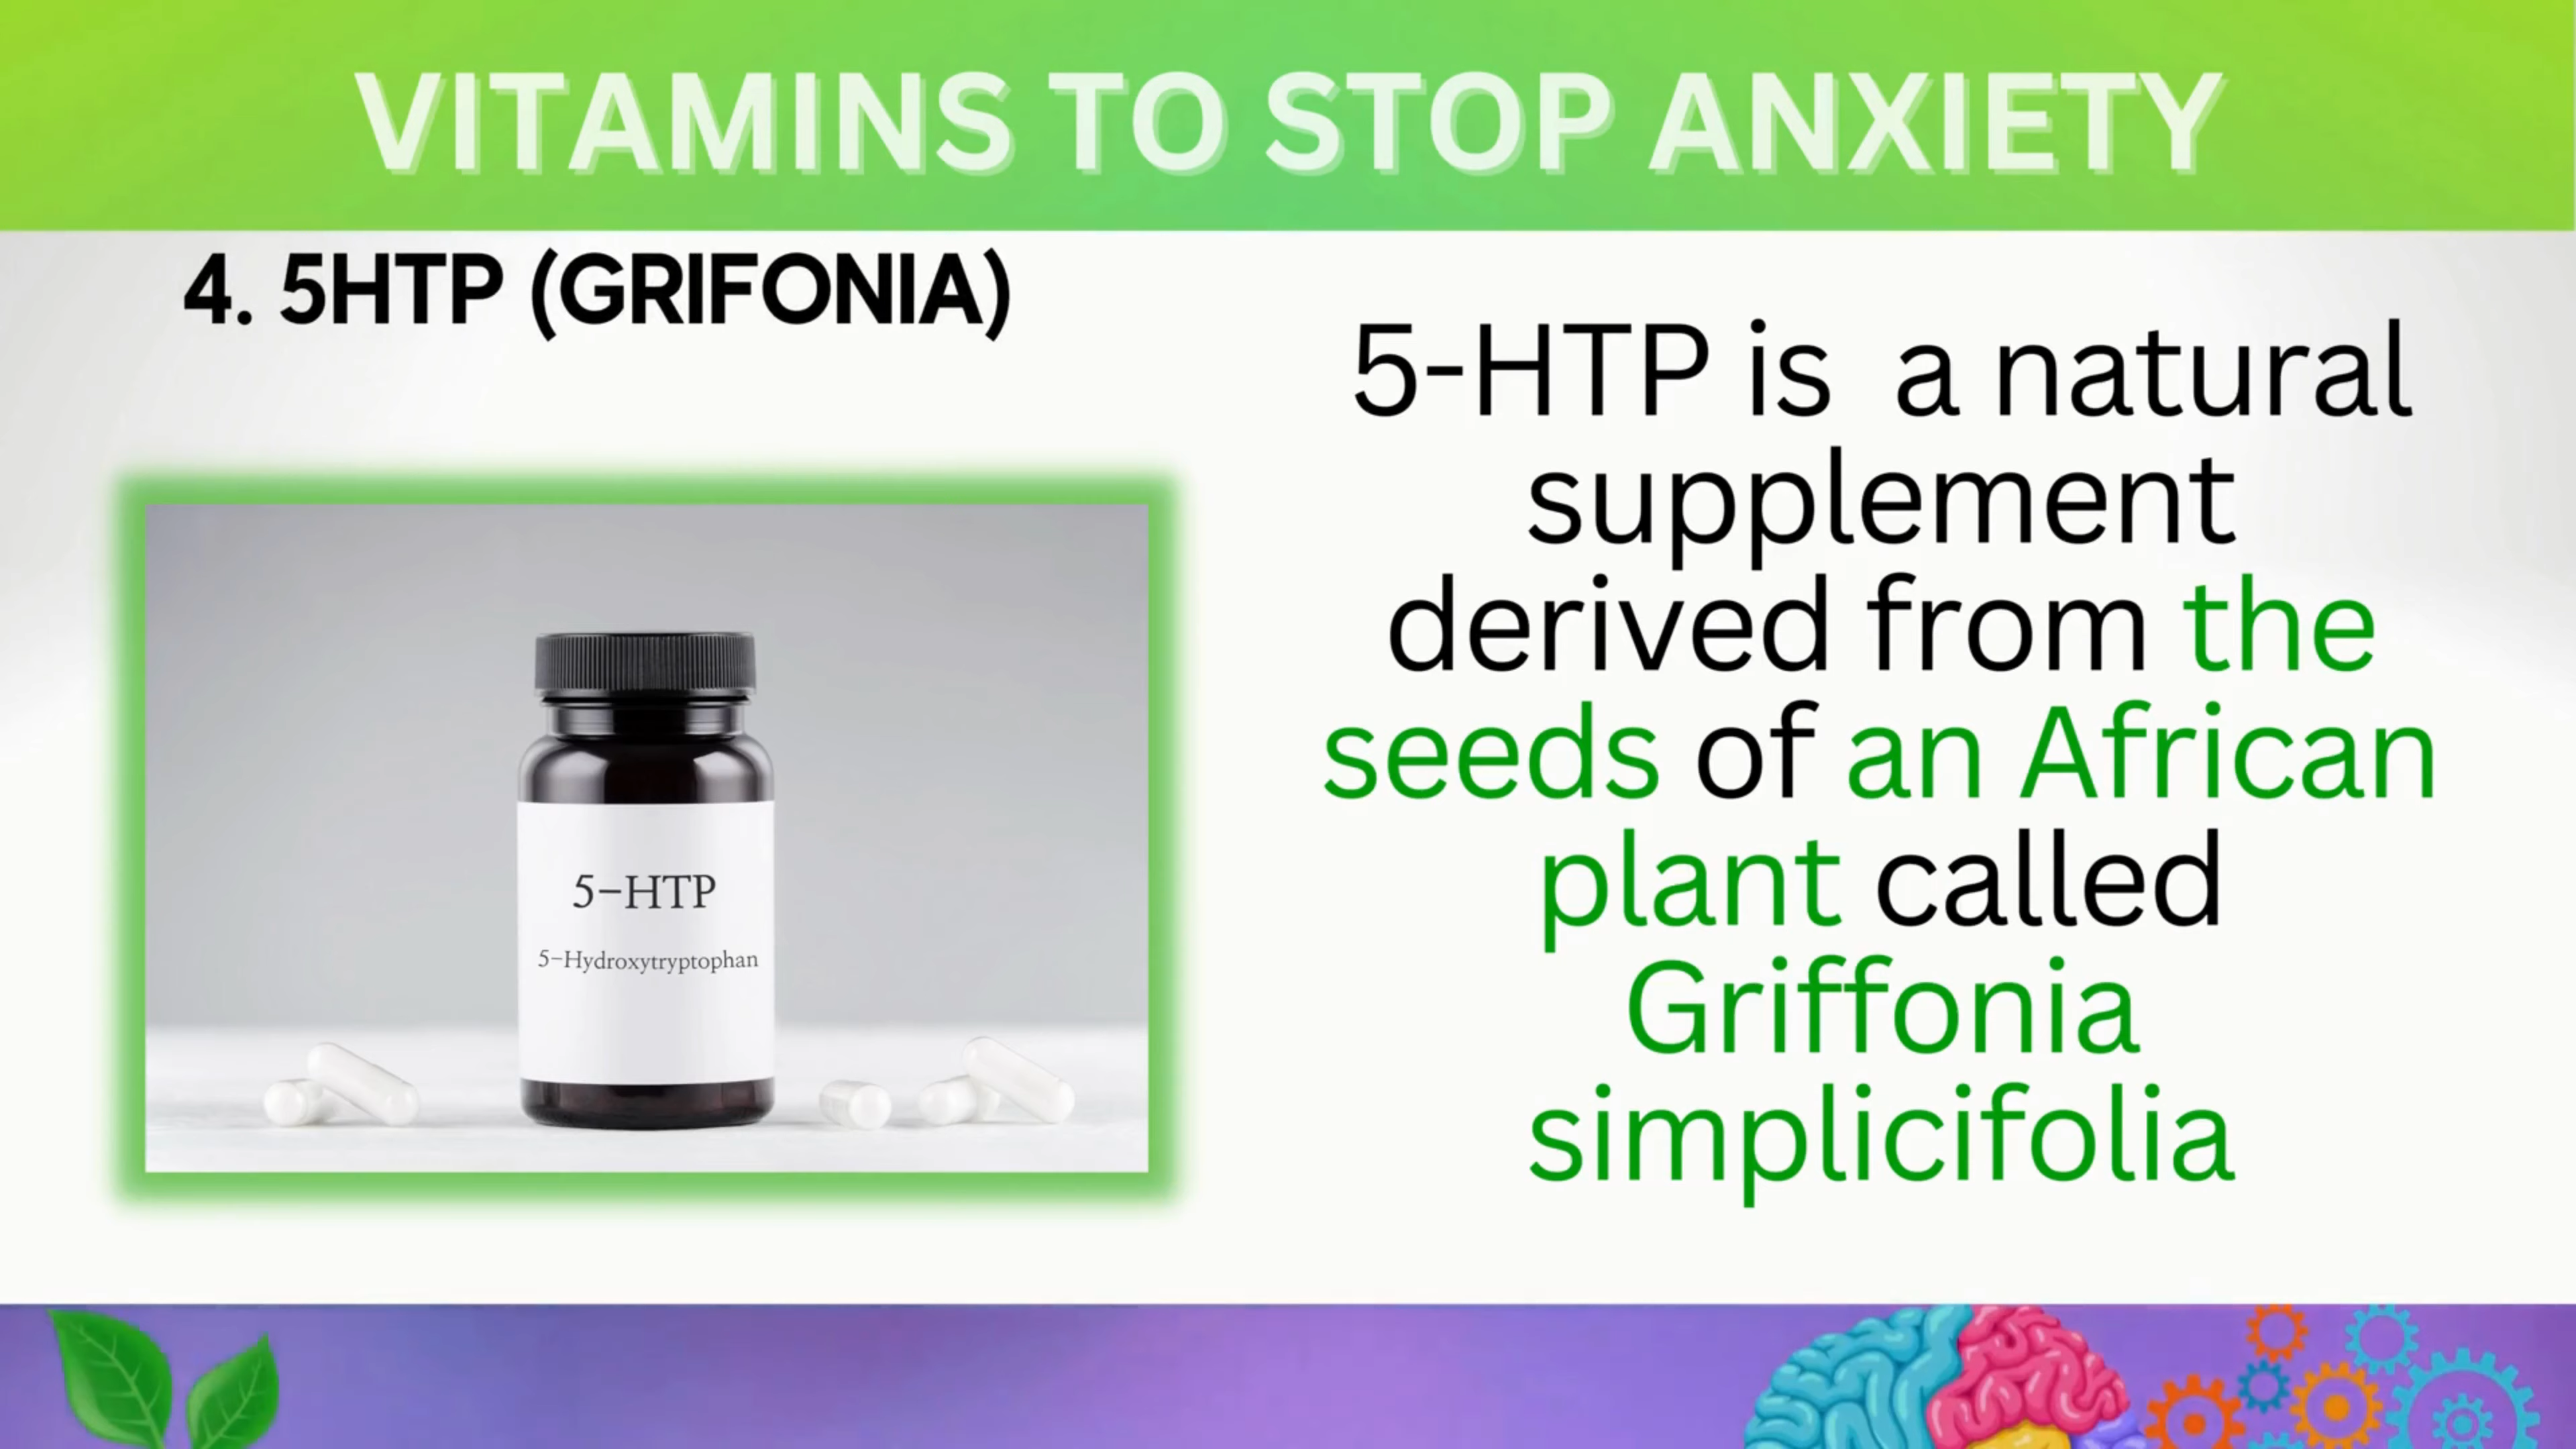 VITAMINS TO STOP ANXIETY
4. 5HTP (GRIFONIA)
5-HTP is a natural
supplement
derived from the
seeds of an African
plant called
Griffonia
simplicifolia
5-HTP
5-Hydroxytryptophan